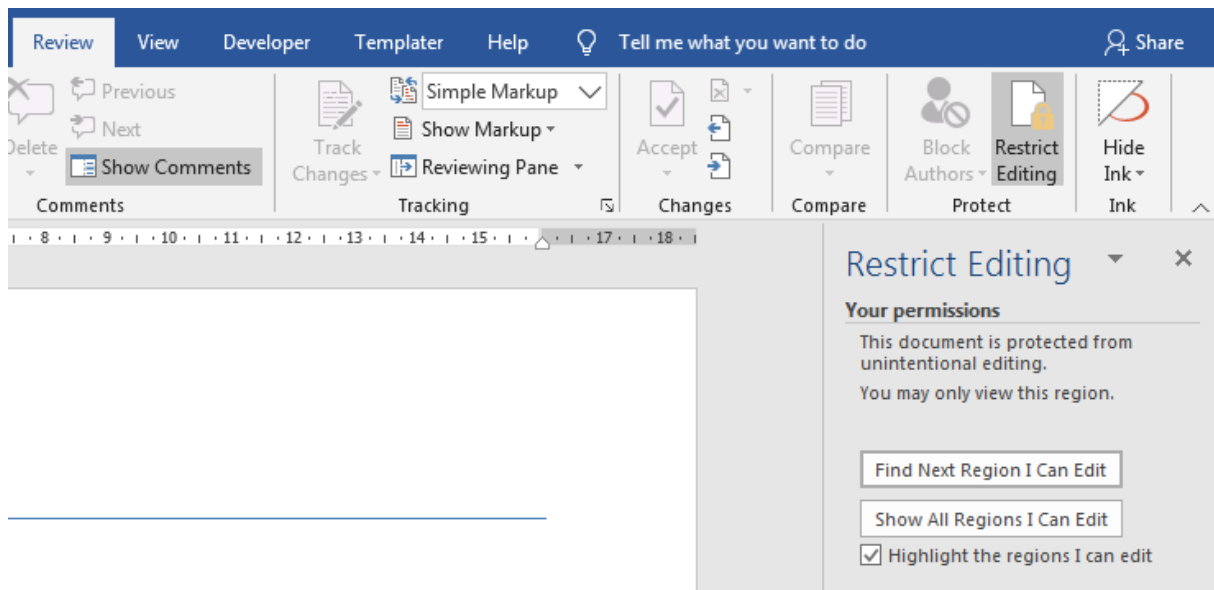 Review View Developer Templater Help Tell me what you want to do Share
Previous
Next
Delete
Show Comments
Comments
Track
Changes
Simple Markup
Show Markup
Reviewing Pane
Tracking
Accept
Changes
Compare
Compare
Block
Authors
Restrict
Editing
Protect
Hide
Ink
Ink
8 9 10 11 12 13 14 15 17 18
Restrict Editing
Your permissions
This document is protected from
unintentional editing.
You may only view this region.
Find Next Region I Can Edit
Show All Regions I Can Edit
Highlight the regions I can edit